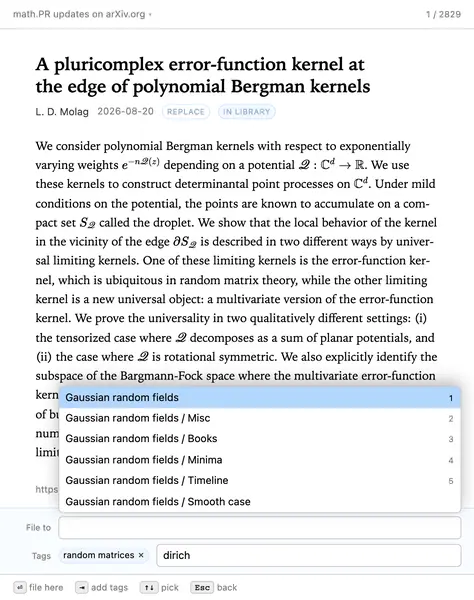 math.PR updates on arXiv.org
1 / 2829
A pluricomplex error-function kernel at
the edge of polynomial Bergman kernels
L. D. Molag 2026-08-20 REPLACE IN LIBRARY
We consider polynomial Bergman kernels with respect to exponentially
varying weights e^{−n𝒬(z)} depending on a potential 𝒬 : ℂ^d → ℝ. We use
these kernels to construct determinantal point processes on ℂ^d. Under mild
conditions on the potential, the points are known to accumulate on a com-
pact set S_𝒬 called the droplet. We show that the local behavior of the kernel
in the vicinity of the edge ∂S_𝒬 is described in two different ways by univer-
sal limiting kernels. One of these limiting kernels is the error-function ker-
nel, which is ubiquitous in random matrix theory, while the other limiting
kernel is a new universal object: a multivariate version of the error-function
kernel. We prove the universality in two qualitatively different settings: (i)
the tensorized case where 𝒬 decomposes as a sum of planar potentials, and
(ii) the case where 𝒬 is rotational symmetric. We also explicitly identify the
subspace of the Bargmann-Fock space where the multivariate error-function
kern
of bu
num
limit
https
Gaussian random fields 1
Gaussian random fields / Misc 2
Gaussian random fields / Books 3
Gaussian random fields / Minima 4
Gaussian random fields / Timeline 5
Gaussian random fields / Smooth case
File to
Tags random matrices × dirich
⏎ file here ⇥ add tags ↑↓ pick Esc back